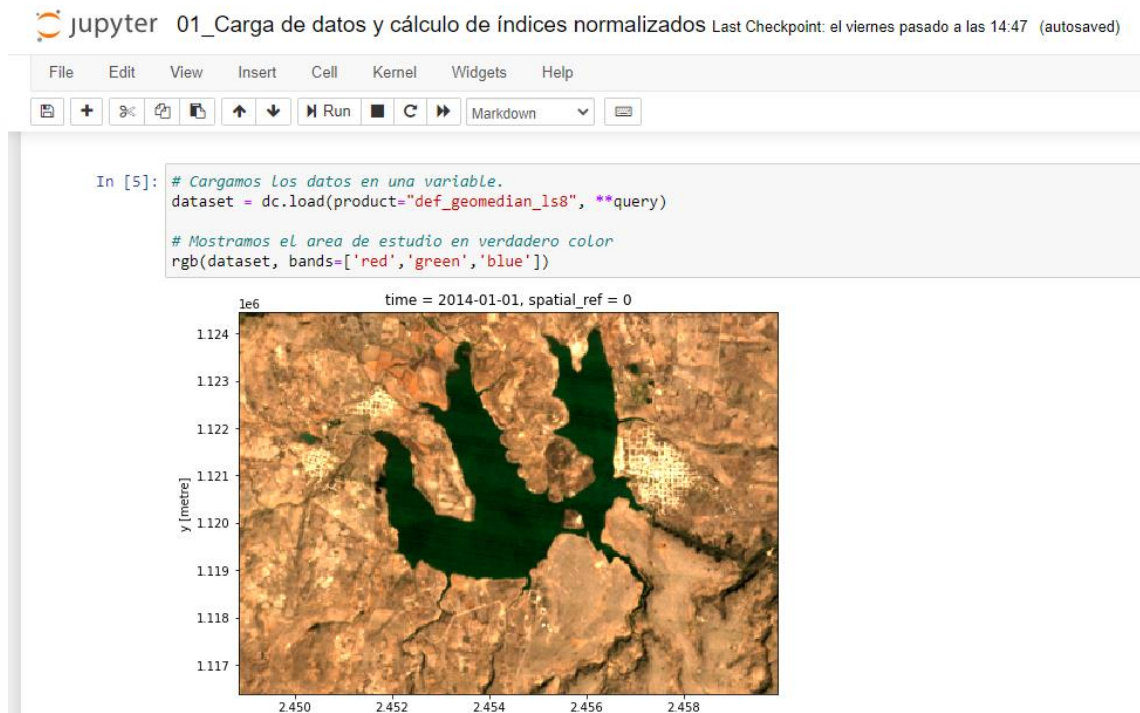 jupyter 01_Carga de datos y cálculo de índices normalizados Last Checkpoint: el viernes pasado a las 14:47 (autosaved)
File Edit View Insert Cell Kernel Widgets Help
Run Markdown
In [5]: # Cargamos los datos en una variable.
dataset = dc.load(product="def_geomedian_ls8", **query)
# Mostramos el area de estudio en verdadero color
rgb(dataset, bands=['red','green','blue'])
1e6 time = 2014-01-01, spatial_ref = 0
1.124
1.123
1.122
1.121
y [metre]
1.120
1.119
1.118
1.117
2.450 2.452 2.454 2.456 2.458